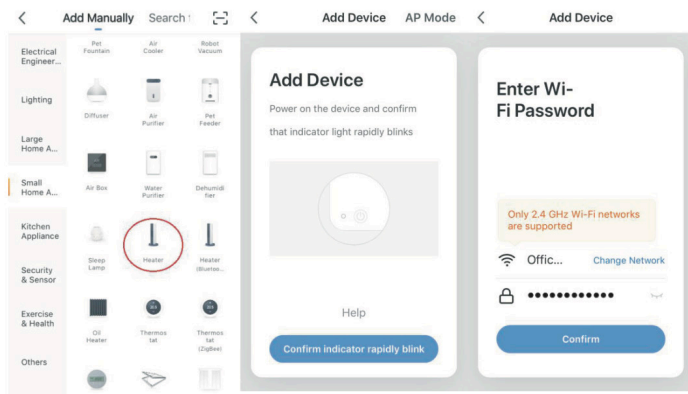 Add Manually
Search
Electrical
Engineer...
Lighting
Large
Home A...
Small
Home A...
Kitchen
Appliance
Security
& Sensor
Exercise
& Health
Others
Pet
Fountain
Air
Cooler
Robot
Vacuum
Diffuser
Air
Purifier
Pet
Feeder
Air Box
Water
Purifier
Dehumidi
fier
Sleep
Lamp
Heater
Heater
(Bluetoo...
Oil
Heater
Thermos
tat
Thermos
tat
(ZigBee)
Add Device
AP Mode
Add Device
Power on the device and confirm
that indicator light rapidly blinks
Help
Confirm indicator rapidly blink
Add Device
Enter Wi-
Fi Password
Only 2.4 GHz Wi-Fi networks
are supported
Offic...
Change Network
Confirm